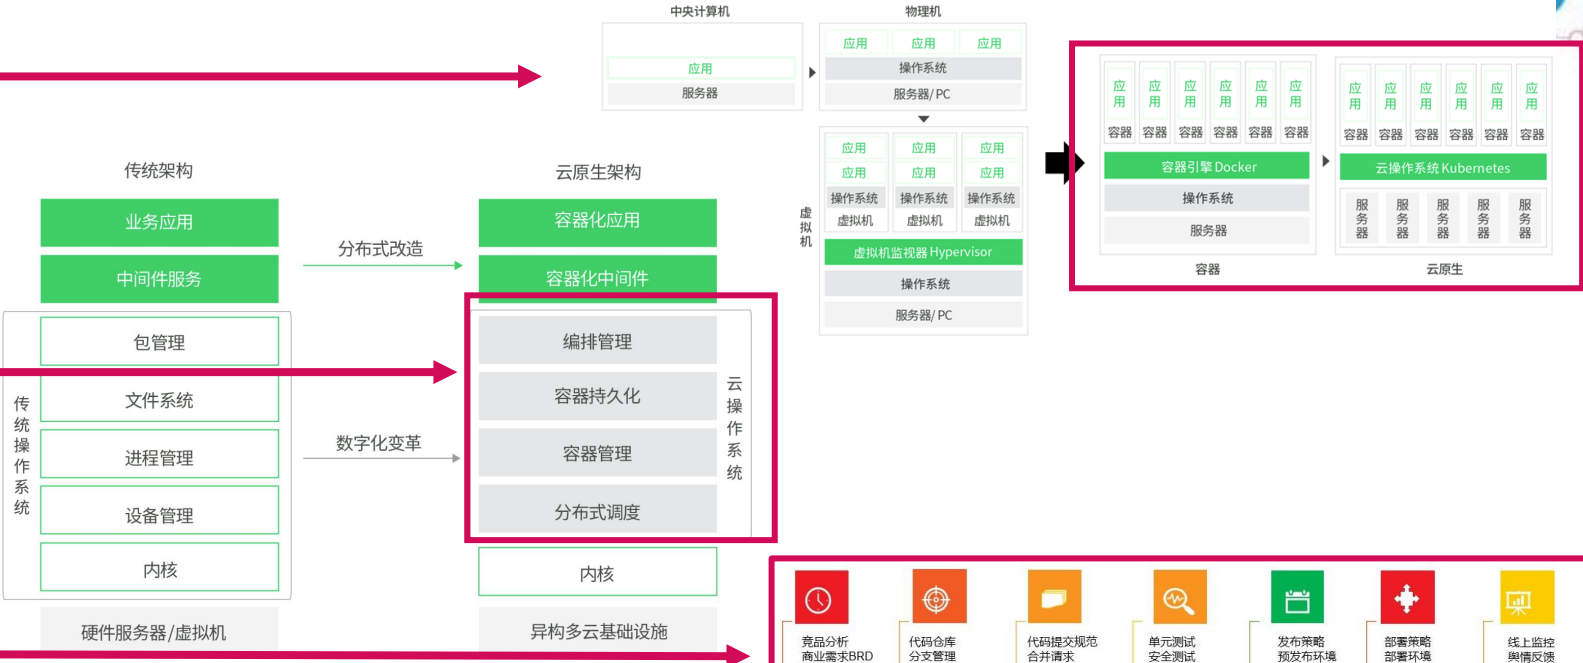 中央计算机
应用
服务器
物理机
应用 应用 应用
操作系统
服务器/ PC
虚拟机
应用 应用 应用
应用 应用 应用
操作系统 操作系统 操作系统
虚拟机 虚拟机 虚拟机
虚拟机监视器 Hypervisor
操作系统
服务器/ PC
应用 应用 应用 应用 应用 应用
容器 容器 容器 容器 容器 容器
容器引擎 Docker
操作系统
服务器
容器
应用 应用 应用 应用 应用 应用
容器 容器 容器 容器 容器 容器
云操作系统 Kubernetes
服务器 服务器 服务器 服务器 服务器
云原生
传统架构
业务应用
中间件服务
传统操作系统
包管理
文件系统
进程管理
设备管理
内核
硬件服务器/虚拟机
分布式改造
数字化变革
云原生架构
容器化应用
容器化中间件
编排管理
容器持久化
容器管理
分布式调度
云操作系统
内核
异构多云基础设施
竞品分析
商业需求BRD
代码仓库
分支管理
代码提交规范
合并请求
单元测试
安全测试
发布策略
预发布环境
部署策略
部署环境
线上监控
舆情反馈